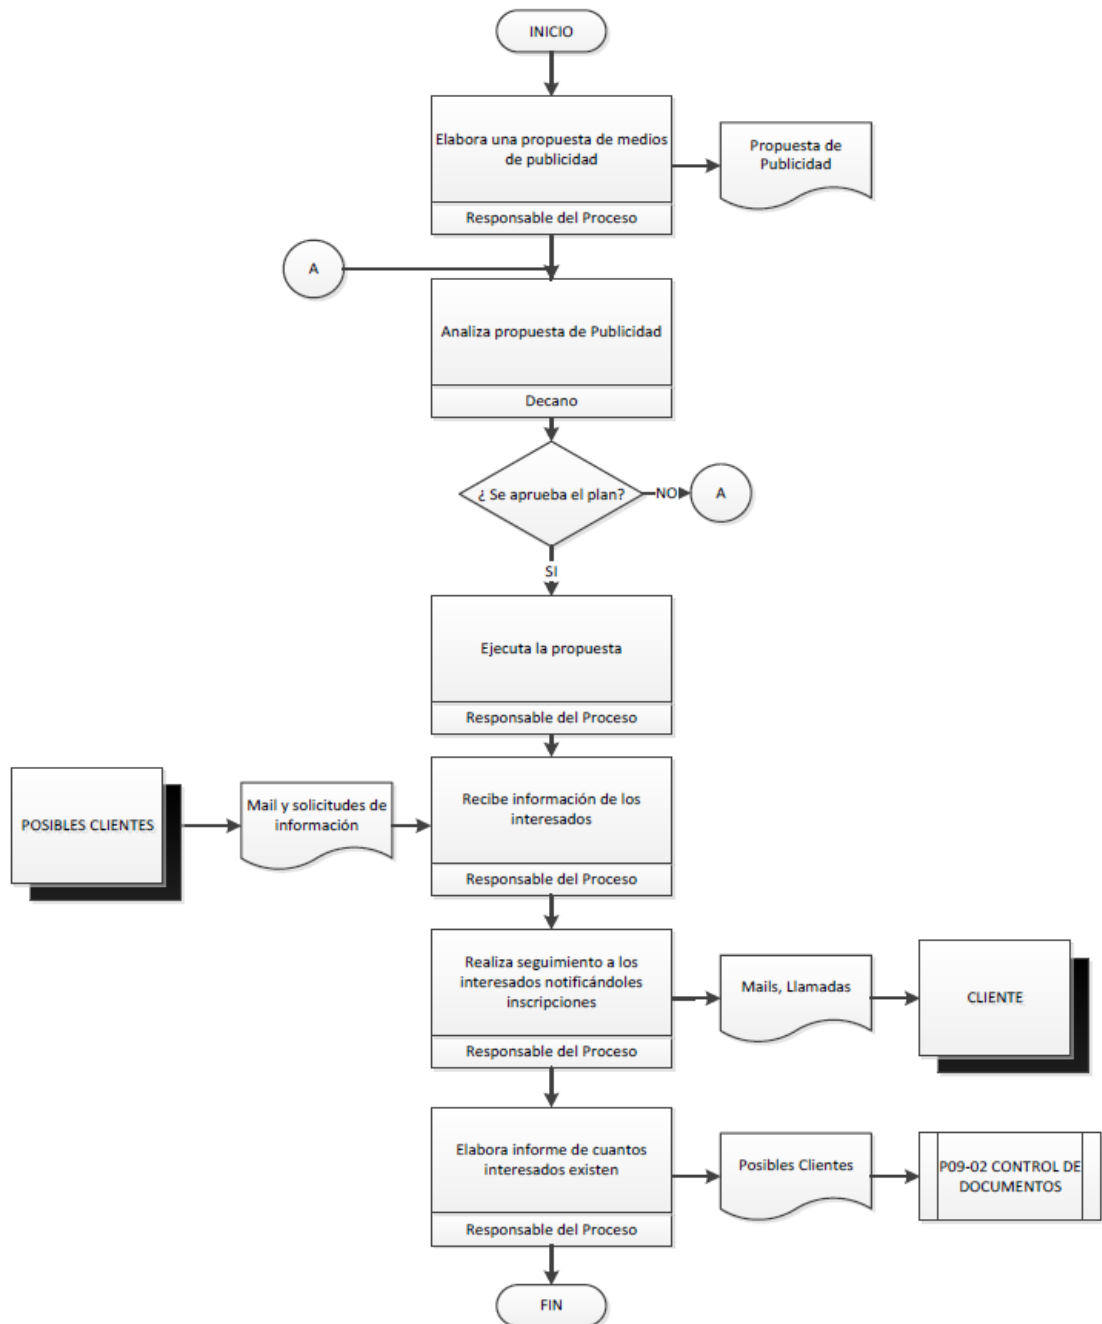 INICIO
Elabora una propuesta de medios
de publicidad
Responsable del Proceso
Propuesta de
Publicidad
A
Analiza propuesta de Publicidad
Decano
¿ Se aprueba el plan?
NO
A
SI
Ejecuta la propuesta
Responsable del Proceso
POSIBLES CLIENTES
Mail y solicitudes de
información
Recibe información de los
interesados
Responsable del Proceso
Realiza seguimiento a los
interesados notificándoles
inscripciones
Responsable del Proceso
Mails, Llamadas
CLIENTE
Elabora informe de cuantos
interesados existen
Responsable del Proceso
Posibles Clientes
P09-02 CONTROL DE
DOCUMENTOS
FIN